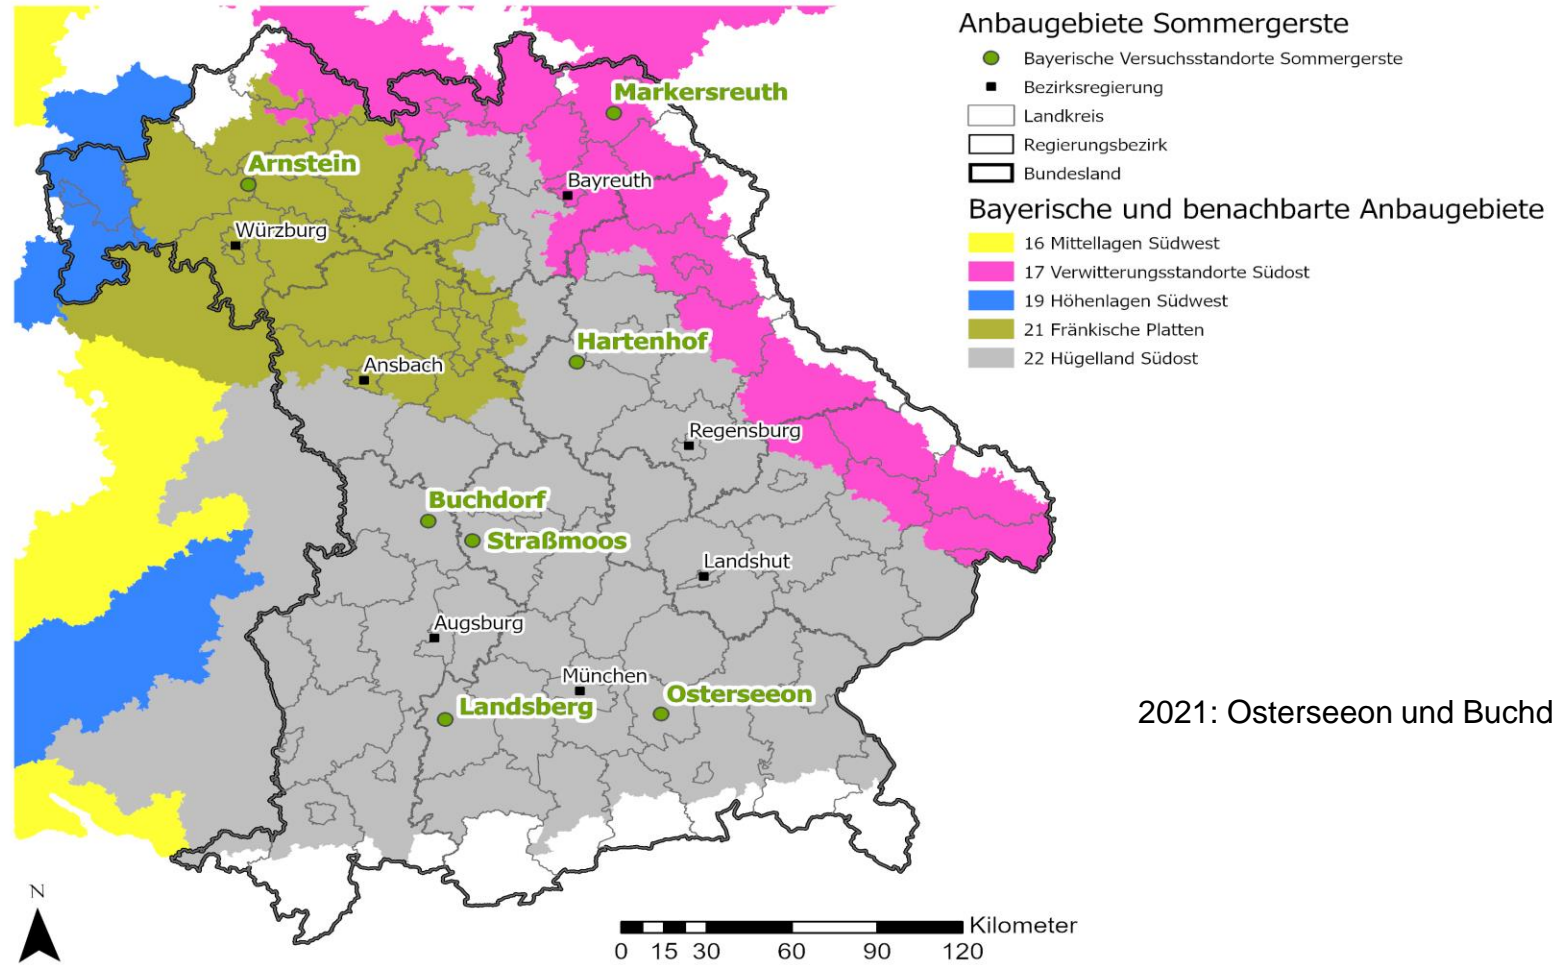 Anbaugebiete Sommergerste
Bayerische Versuchsstandorte Sommergerste
Bezirksregierung
Landkreis
Regierungsbezirk
Bundesland
Bayerische und benachbarte Anbaugebiete
16 Mittellagen Südwest
17 Verwitterungsstandorte Südost
19 Höhenlagen Südwest
21 Fränkische Platten
22 Hügelland Südost
Markersreuth
Arnstein
Bayreuth
Würzburg
Hartenhof
Ansbach
Regensburg
Buchdorf
Straßmoos
Landshut
Augsburg
München
Osterseeon
Landsberg
2021: Osterseeon und Buchd
N
Kilometer
0 15 30 60 90 120